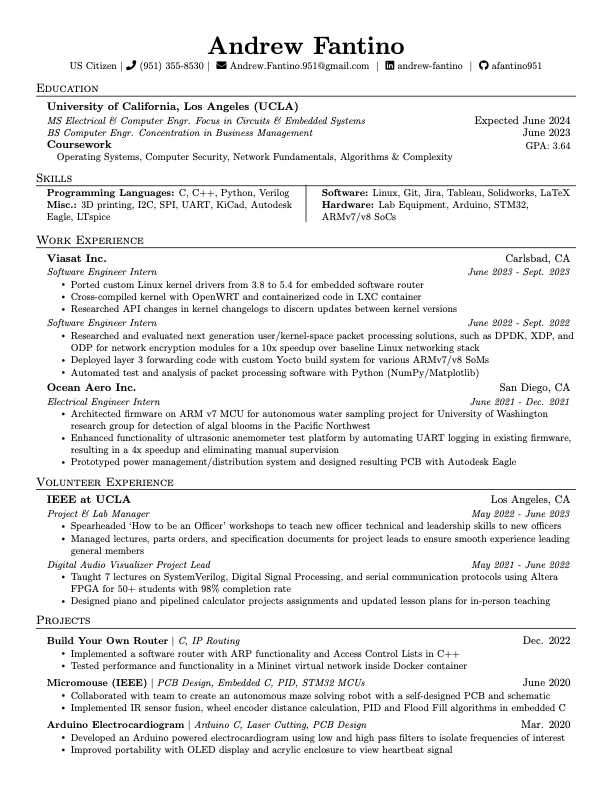 Andrew Fantino
US Citizen | (951) 355-8530 | Andrew.Fantino.951@gmail.com | andrew-fantino | afantino951
Education
University of California, Los Angeles (UCLA)
MS Electrical & Computer Engr. Focus in Circuits & Embedded Systems Expected June 2024
BS Computer Engr. Concentration in Business Management June 2023
Coursework GPA: 3.64
Operating Systems, Computer Security, Network Fundamentals, Algorithms & Complexity
Skills
Programming Languages: C, C++, Python, Verilog
Misc.: 3D printing, I2C, SPI, UART, KiCad, Autodesk
Eagle, LTspice
Software: Linux, Git, Jira, Tableau, Solidworks, LaTeX
Hardware: Lab Equipment, Arduino, STM32,
ARMv7/v8 SoCs
Work Experience
Viasat Inc. Carlsbad, CA
Software Engineer Intern June 2023 - Sept. 2023
• Ported custom Linux kernel drivers from 3.8 to 5.4 for embedded software router
• Cross-compiled kernel with OpenWRT and containerized code in LXC container
• Researched API changes in kernel changelogs to discern updates between kernel versions
Software Engineer Intern June 2022 - Sept. 2022
• Researched and evaluated next generation user/kernel-space packet processing solutions, such as DPDK, XDP, and
ODP for network encryption modules for a 10x speedup over baseline Linux networking stack
• Deployed layer 3 forwarding code with custom Yocto build system for various ARMv7/v8 SoMs
• Automated test and analysis of packet processing software with Python (NumPy/Matplotlib)
Ocean Aero Inc. San Diego, CA
Electrical Engineer Intern June 2021 - Dec. 2021
• Architected firmware on ARM v7 MCU for autonomous water sampling project for University of Washington
research group for detection of algal blooms in the Pacific Northwest
• Enhanced functionality of ultrasonic anemometer test platform by automating UART logging in existing firmware,
resulting in a 4x speedup and eliminating manual supervision
• Prototyped power management/distribution system and designed resulting PCB with Autodesk Eagle
Volunteer Experience
IEEE at UCLA Los Angeles, CA
Project & Lab Manager May 2022 - June 2023
• Spearheaded ‘How to be an Officer’ workshops to teach new officer technical and leadership skills to new officers
• Managed lectures, parts orders, and specification documents for project leads to ensure smooth experience leading
general members
Digital Audio Visualizer Project Lead May 2021 - June 2022
• Taught 7 lectures on SystemVerilog, Digital Signal Processing, and serial communication protocols using Altera
FPGA for 50+ students with 98% completion rate
• Designed piano and pipelined calculator projects assignments and updated lesson plans for in-person teaching
Projects
Build Your Own Router | C, IP Routing Dec. 2022
• Implemented a software router with ARP functionality and Access Control Lists in C++
• Tested performance and functionality in a Mininet virtual network inside Docker container
Micromouse (IEEE) | PCB Design, Embedded C, PID, STM32 MCUs June 2020
• Collaborated with team to create an autonomous maze solving robot with a self-designed PCB and schematic
• Implemented IR sensor fusion, wheel encoder distance calculation, PID and Flood Fill algorithms in embedded C
Arduino Electrocardiogram | Arduino C, Laser Cutting, PCB Design Mar. 2020
• Developed an Arduino powered electrocardiogram using low and high pass filters to isolate frequencies of interest
• Improved portability with OLED display and acrylic enclosure to view heartbeat signal